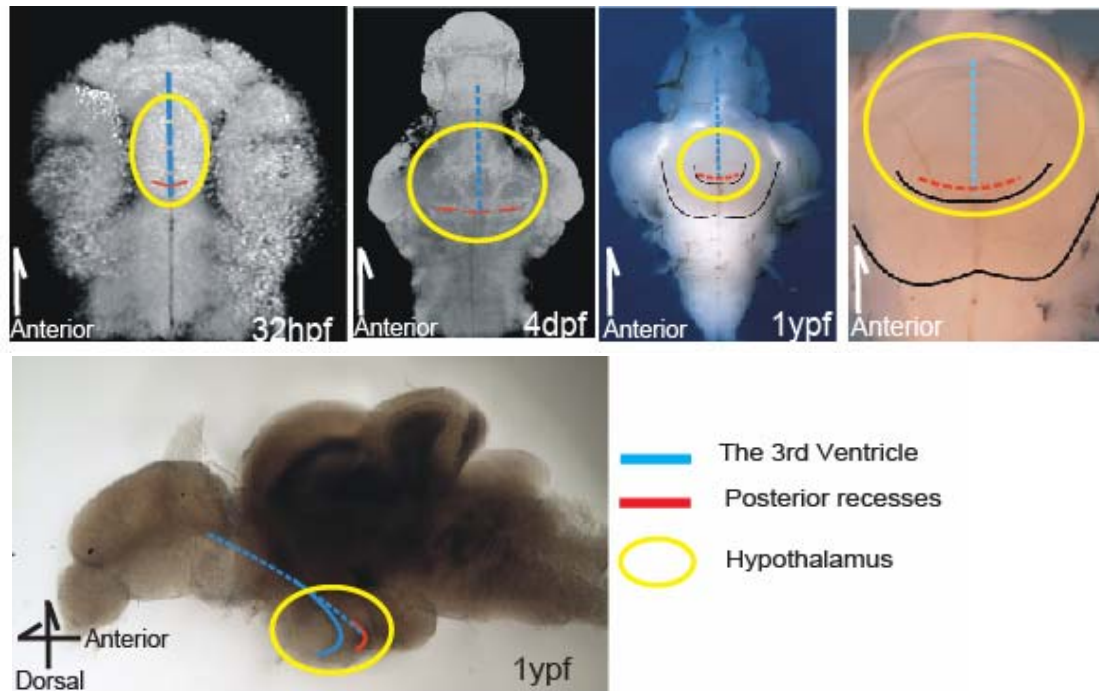 Anterior
32hpf
Anterior
4dpf
Anterior
1ypf
Anterior
Anterior
Dorsal
1ypf
The 3rd Ventricle
Posterior recesses
Hypothalamus